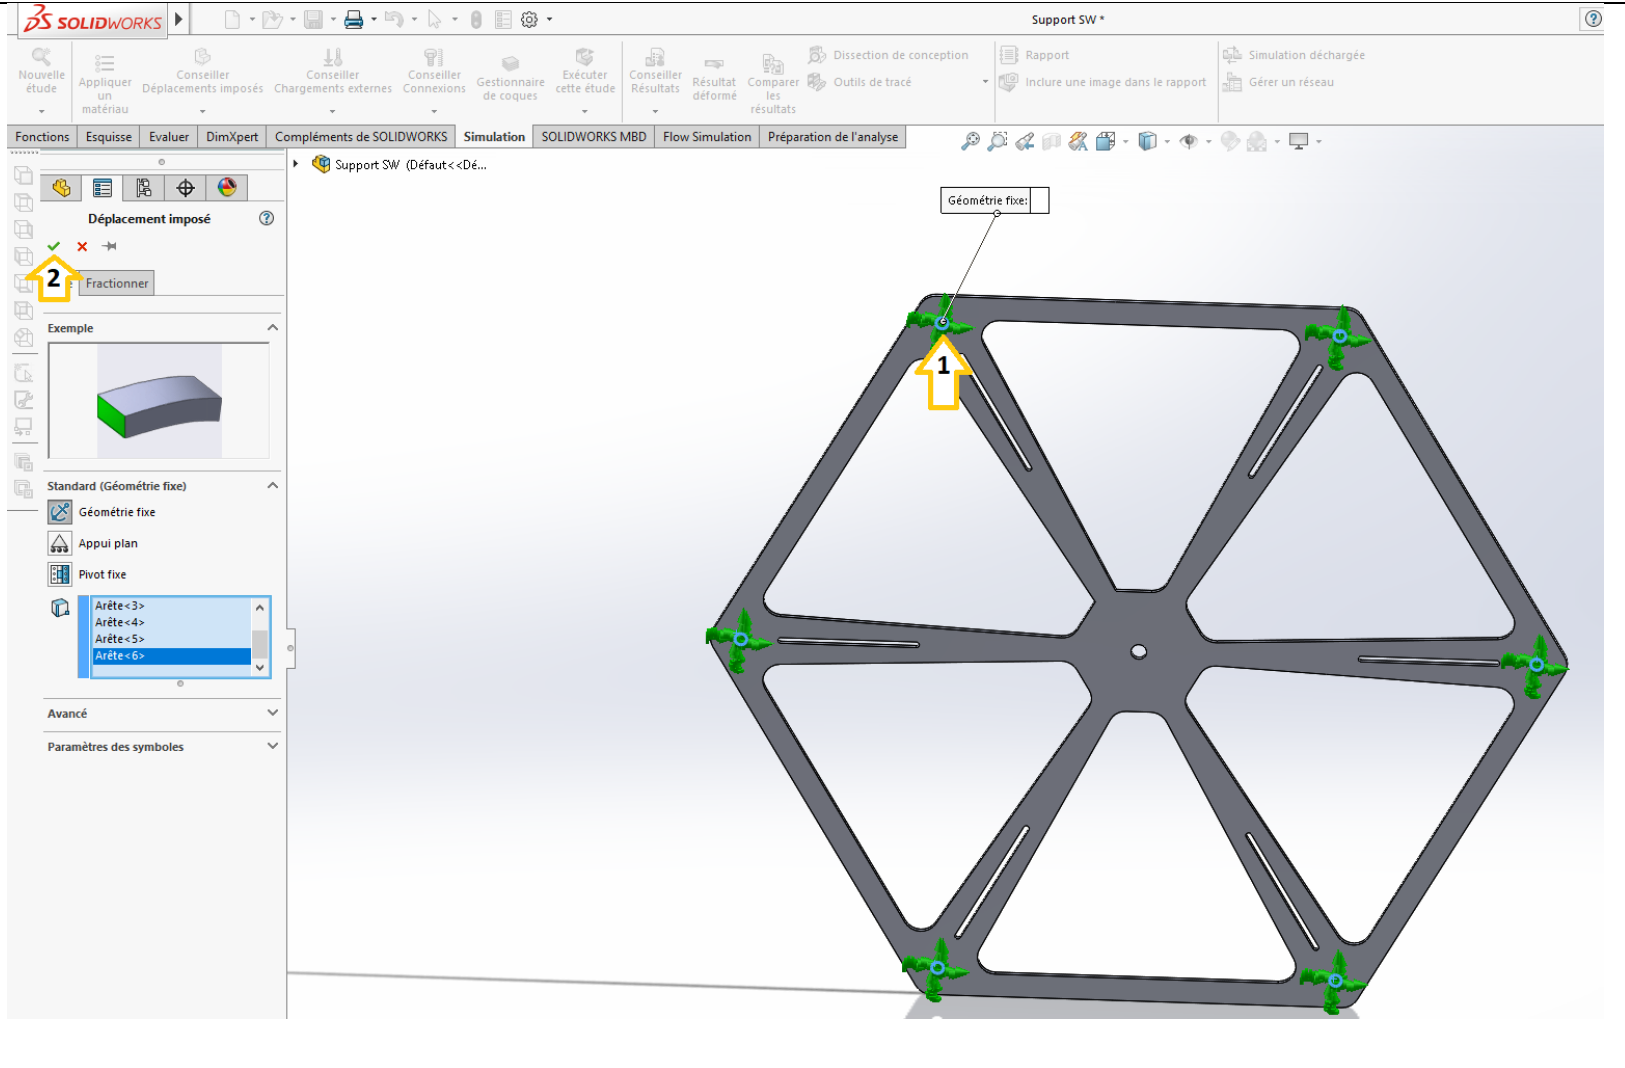 SOLIDWORKS
Support SW *
Nouvelle étude
Appliquer un matériau
Conseiller Déplacements imposés
Conseiller Chargements externes
Conseiller Connexions
Gestionnaire de coques
Exécuter cette étude
Conseiller Résultats
Résultat déformé
Comparer les résultats
Dissection de conception
Outils de tracé
Rapport
Inclure une image dans le rapport
Simulation déchargée
Gérer un réseau
Fonctions
Esquisse
Evaluer
DimXpert
Compléments de SOLIDWORKS
Simulation
SOLIDWORKS MBD
Flow Simulation
Préparation de l'analyse
Support SW (Défaut<<Dé...
Déplacement imposé
2
Fractionner
Exemple
Standard (Géométrie fixe)
Géométrie fixe
Appui plan
Pivot fixe
Arête<3>
Arête<4>
Arête<5>
Arête<6>
Avancé
Paramètres des symboles
Géométrie fixe:
1